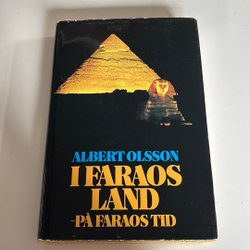 ALBERT OLSSON
I FARAOS
LAND
-PÅ FARAOS TID